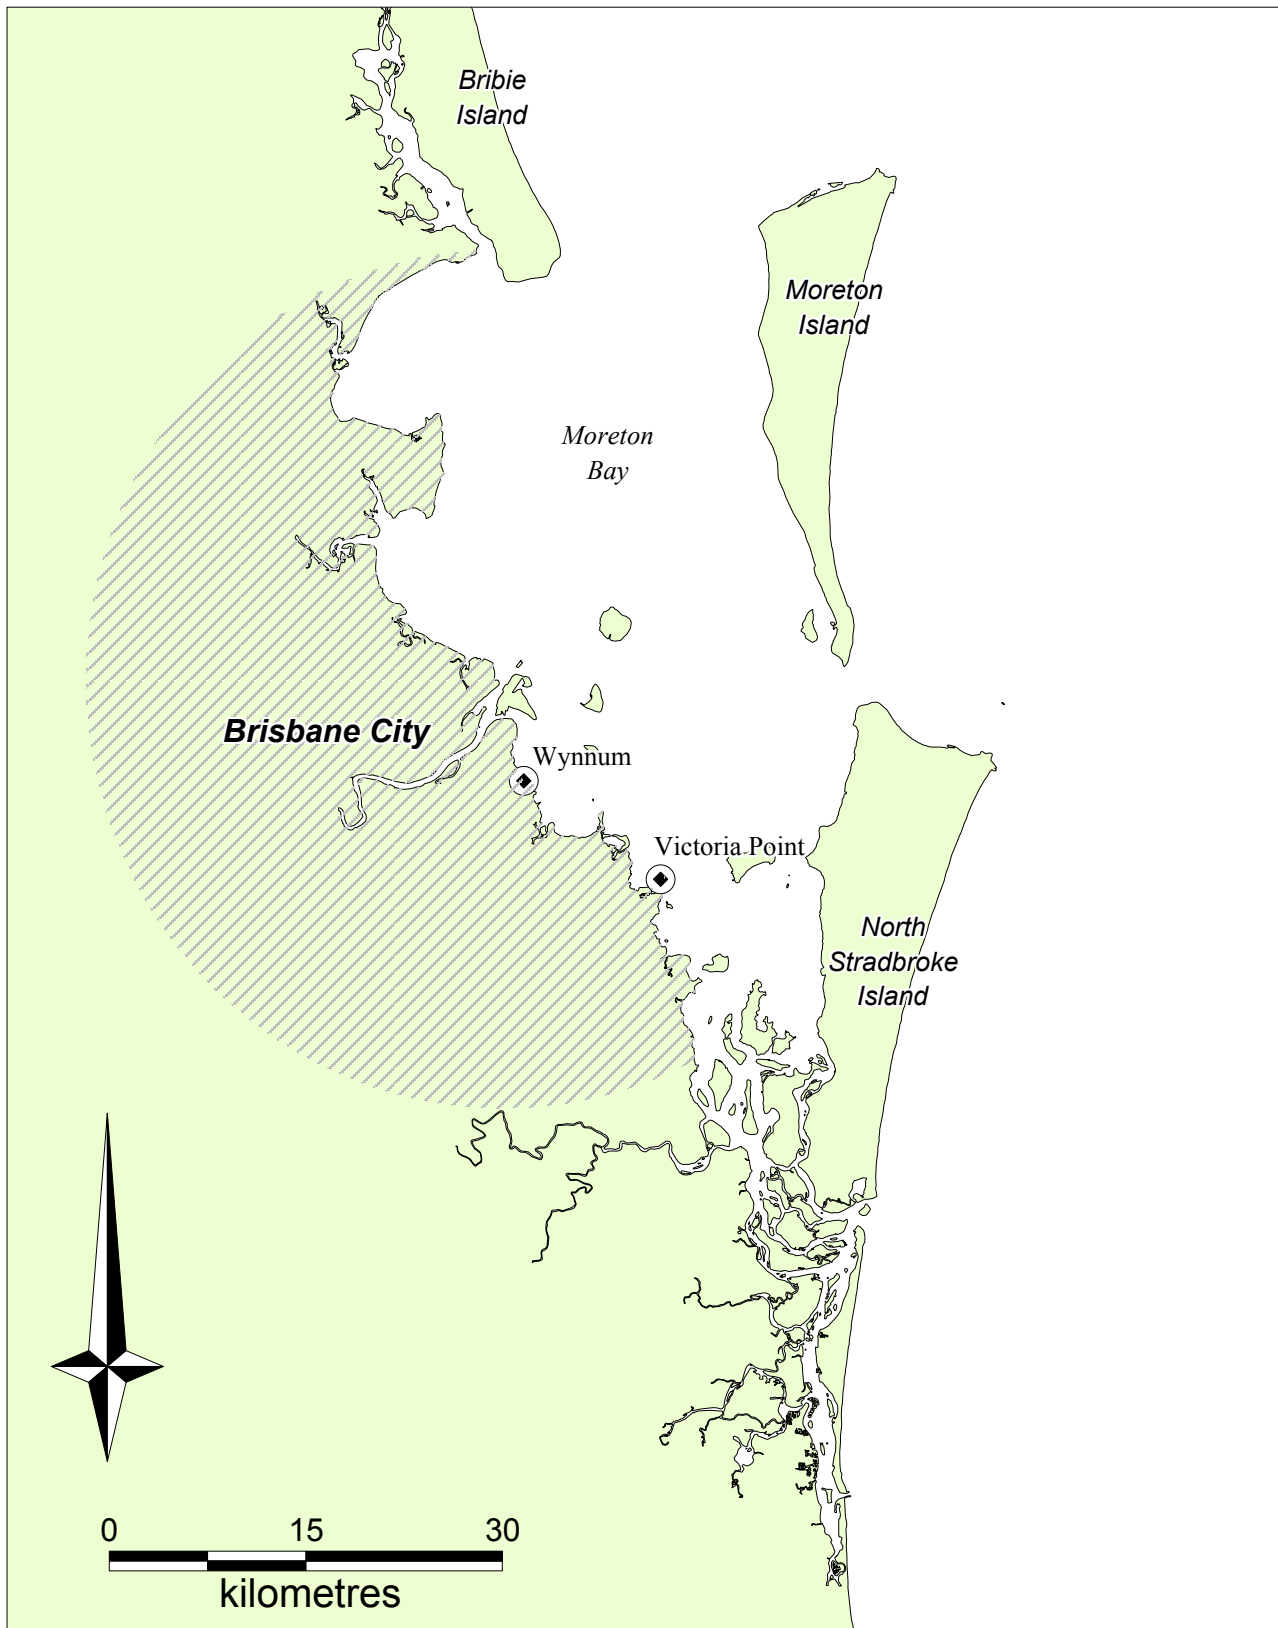 Bribie
Island
Moreton
Island
Moreton
Bay
Brisbane City
Wynnum
Victoria Point
North
Stradbroke
Island
0 15 30
kilometres